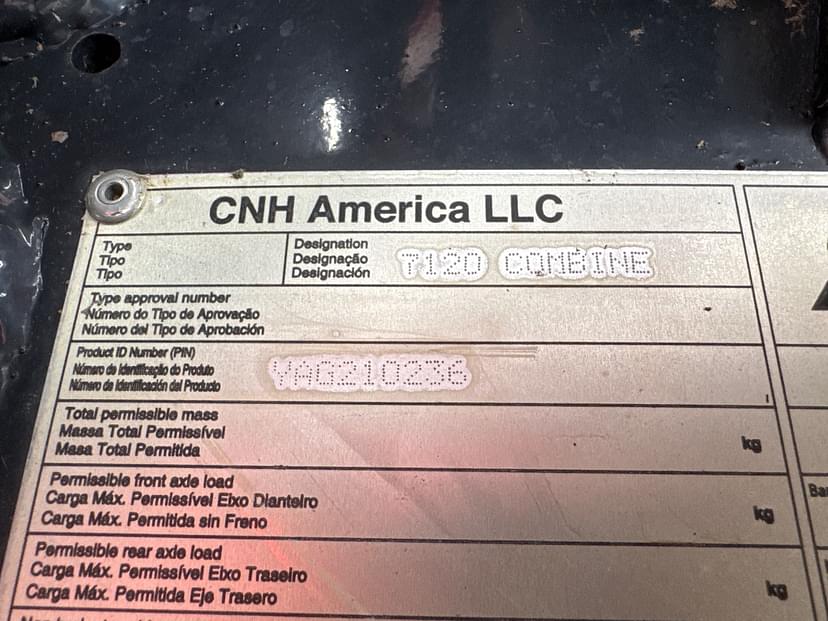 CNH America LLC
Type
Tipo
Tipo
Designation
Designação
Designación
7120 COMBINE
Type approval number
Número do Tipo de Aprovação
Número del Tipo de Aprobación
Product ID Number (PIN)
Número de Identificação do Produto
Número de Identificación del Producto
YAG210236
Total permissible mass
Massa Total Permissível
Masa Total Permitida
kg
Permissible front axle load
Carga Máx. Permissível Eixo Dianteiro
Carga Máx. Permitida sin Freno
kg
Permissible rear axle load
Carga Máx. Permissível Eixo Traseiro
Carga Máx. Permitida Eje Trasero
kg